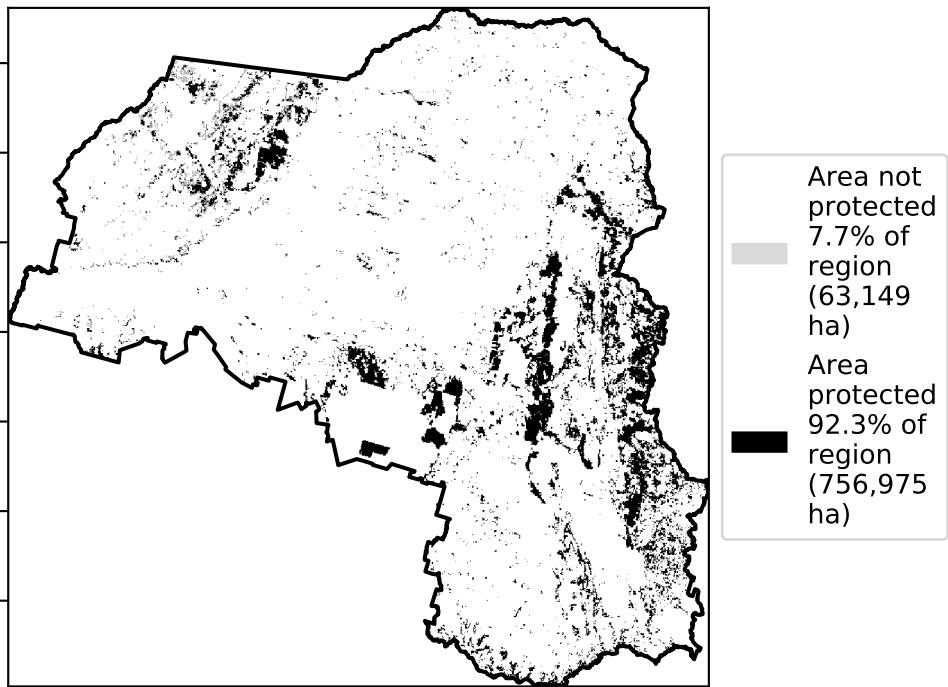 Area not
protected
7.7% of
region
(63,149
ha)
Area
protected
92.3% of
region
(756,975
ha)